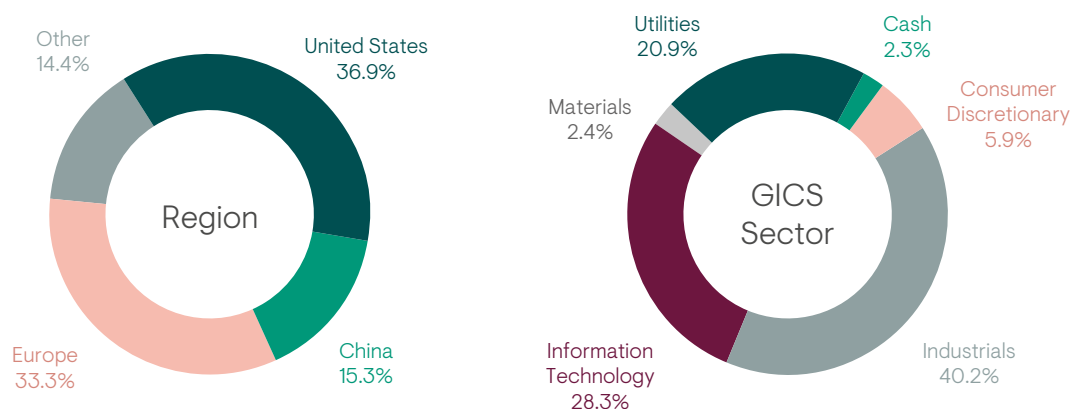 Other
14.4%
United States
36.9%
Region
Europe
33.3%
China
15.3%
Utilities
20.9%
Cash
2.3%
Consumer
Discretionary
5.9%
Materials
2.4%
GICS
Sector
Information
Technology
28.3%
Industrials
40.2%